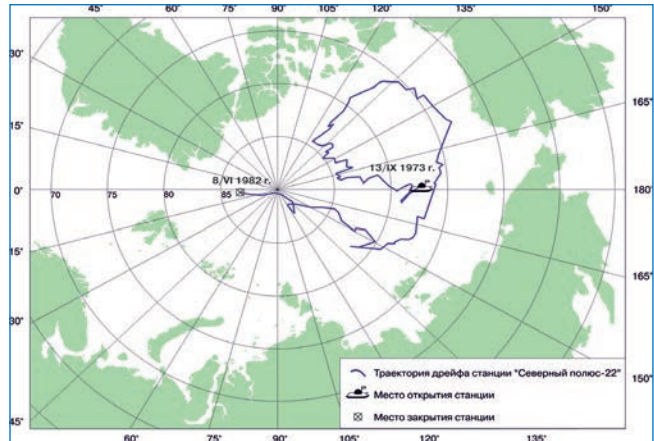 45° 60° 75° 90° 105° 120° 135° 150°
30°
15° 165°
13/IX 1973 г.
8/VI 1982 г.
0° 70 75 80 85 180°
15° 165°
30°
Траектория дрейфа станции "Северный полюс-22"
150°
Место открытия станции
45° Место закрытия станции
60° 75° 90° 105° 120° 135°